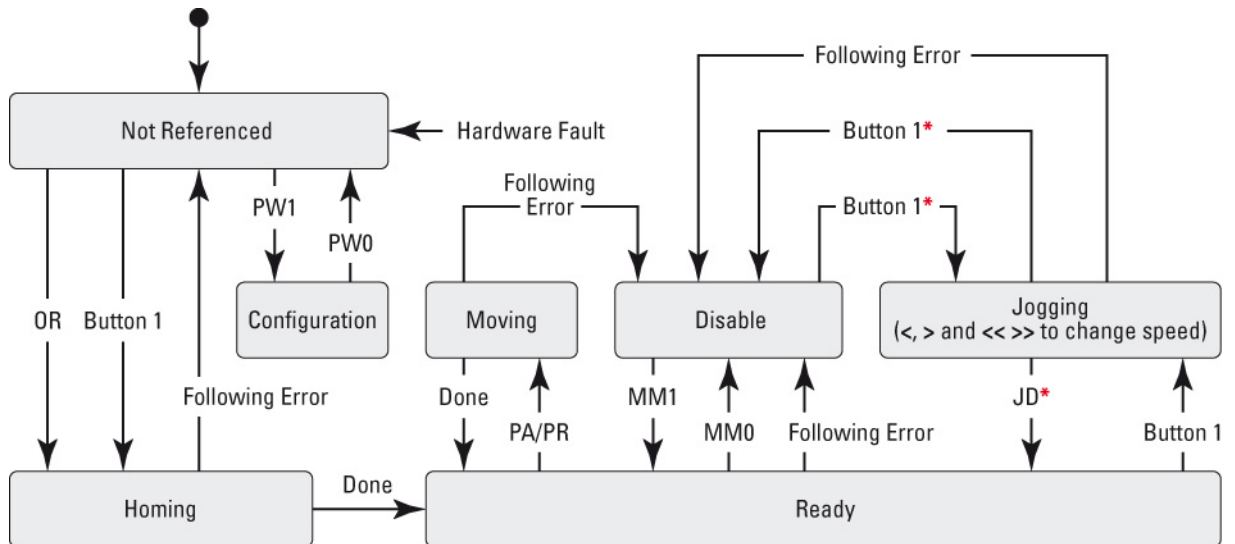 Following Error
Not Referenced
Hardware Fault
Button 1*
Following
Error
Button 1*
PW1
PW0
OR
Button 1
Configuration
Moving
Disable
Jogging
(<, > and << >> to change speed)
Following Error
Done
PA/PR
MM1
MM0
Following Error
JD*
Button 1
Homing
Done
Ready